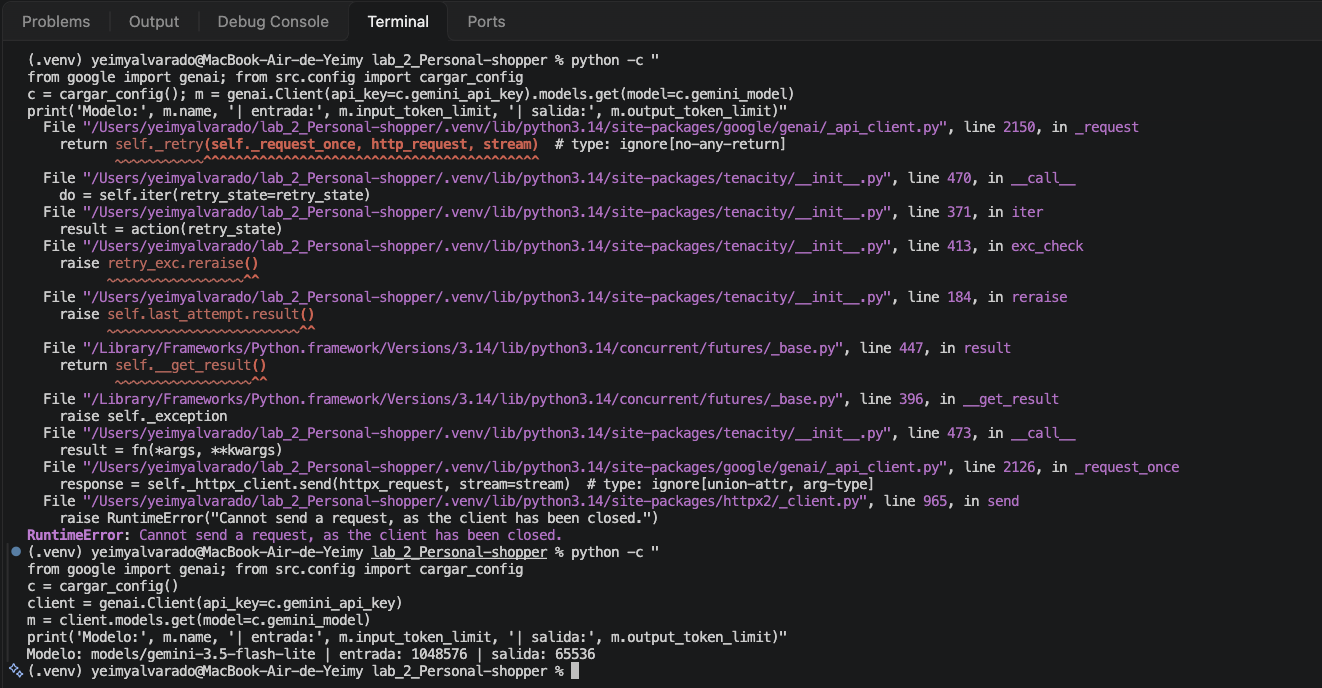 Problems Output Debug Console Terminal Ports
(.venv) yeimyalvarado@MacBook-Air-de-Yeimy lab_2_Personal-shopper % python -c "
from google import genai; from src.config import cargar_config
c = cargar_config(); m = genai.Client(api_key=c.gemini_api_key).models.get(model=c.gemini_model)
print('Modelo:', m.name, '| entrada:', m.input_token_limit, '| salida:', m.output_token_limit)"
  File "/Users/yeimyalvarado/lab_2_Personal-shopper/.venv/lib/python3.14/site-packages/google/genai/_api_client.py", line 2150, in _request
    return self._retry(self._request_once, http_request, stream)  # type: ignore[no-any-return]
           ~~~~~~~~~~~^^^^^^^^^^^^^^^^^^^^^^^^^^^^^^^^^^^^^^^^^^
  File "/Users/yeimyalvarado/lab_2_Personal-shopper/.venv/lib/python3.14/site-packages/tenacity/__init__.py", line 470, in __call__
    do = self.iter(retry_state=retry_state)
  File "/Users/yeimyalvarado/lab_2_Personal-shopper/.venv/lib/python3.14/site-packages/tenacity/__init__.py", line 371, in iter
    result = action(retry_state)
  File "/Users/yeimyalvarado/lab_2_Personal-shopper/.venv/lib/python3.14/site-packages/tenacity/__init__.py", line 413, in exc_check
    raise retry_exc.reraise()
          ~~~~~~~~~~~~~~~~~^^
  File "/Users/yeimyalvarado/lab_2_Personal-shopper/.venv/lib/python3.14/site-packages/tenacity/__init__.py", line 184, in reraise
    raise self.last_attempt.result()
          ~~~~~~~~~~~~~~~~~~~~~~~~^^
  File "/Library/Frameworks/Python.framework/Versions/3.14/lib/python3.14/concurrent/futures/_base.py", line 447, in result
    return self.__get_result()
           ~~~~~~~~~~~~~~~~~^^
  File "/Library/Frameworks/Python.framework/Versions/3.14/lib/python3.14/concurrent/futures/_base.py", line 396, in __get_result
    raise self._exception
  File "/Users/yeimyalvarado/lab_2_Personal-shopper/.venv/lib/python3.14/site-packages/tenacity/__init__.py", line 473, in __call__
    result = fn(*args, **kwargs)
  File "/Users/yeimyalvarado/lab_2_Personal-shopper/.venv/lib/python3.14/site-packages/google/genai/_api_client.py", line 2126, in _request_once
    response = self._httpx_client.send(httpx_request, stream=stream)  # type: ignore[union-attr, arg-type]
  File "/Users/yeimyalvarado/lab_2_Personal-shopper/.venv/lib/python3.14/site-packages/httpx2/_client.py", line 965, in send
    raise RuntimeError("Cannot send a request, as the client has been closed.")
RuntimeError: Cannot send a request, as the client has been closed.
(.venv) yeimyalvarado@MacBook-Air-de-Yeimy lab_2_Personal-shopper % python -c "
from google import genai; from src.config import cargar_config
c = cargar_config()
client = genai.Client(api_key=c.gemini_api_key)
m = client.models.get(model=c.gemini_model)
print('Modelo:', m.name, '| entrada:', m.input_token_limit, '| salida:', m.output_token_limit)"
Modelo: models/gemini-3.5-flash-lite | entrada: 1048576 | salida: 65536
(.venv) yeimyalvarado@MacBook-Air-de-Yeimy lab_2_Personal-shopper %